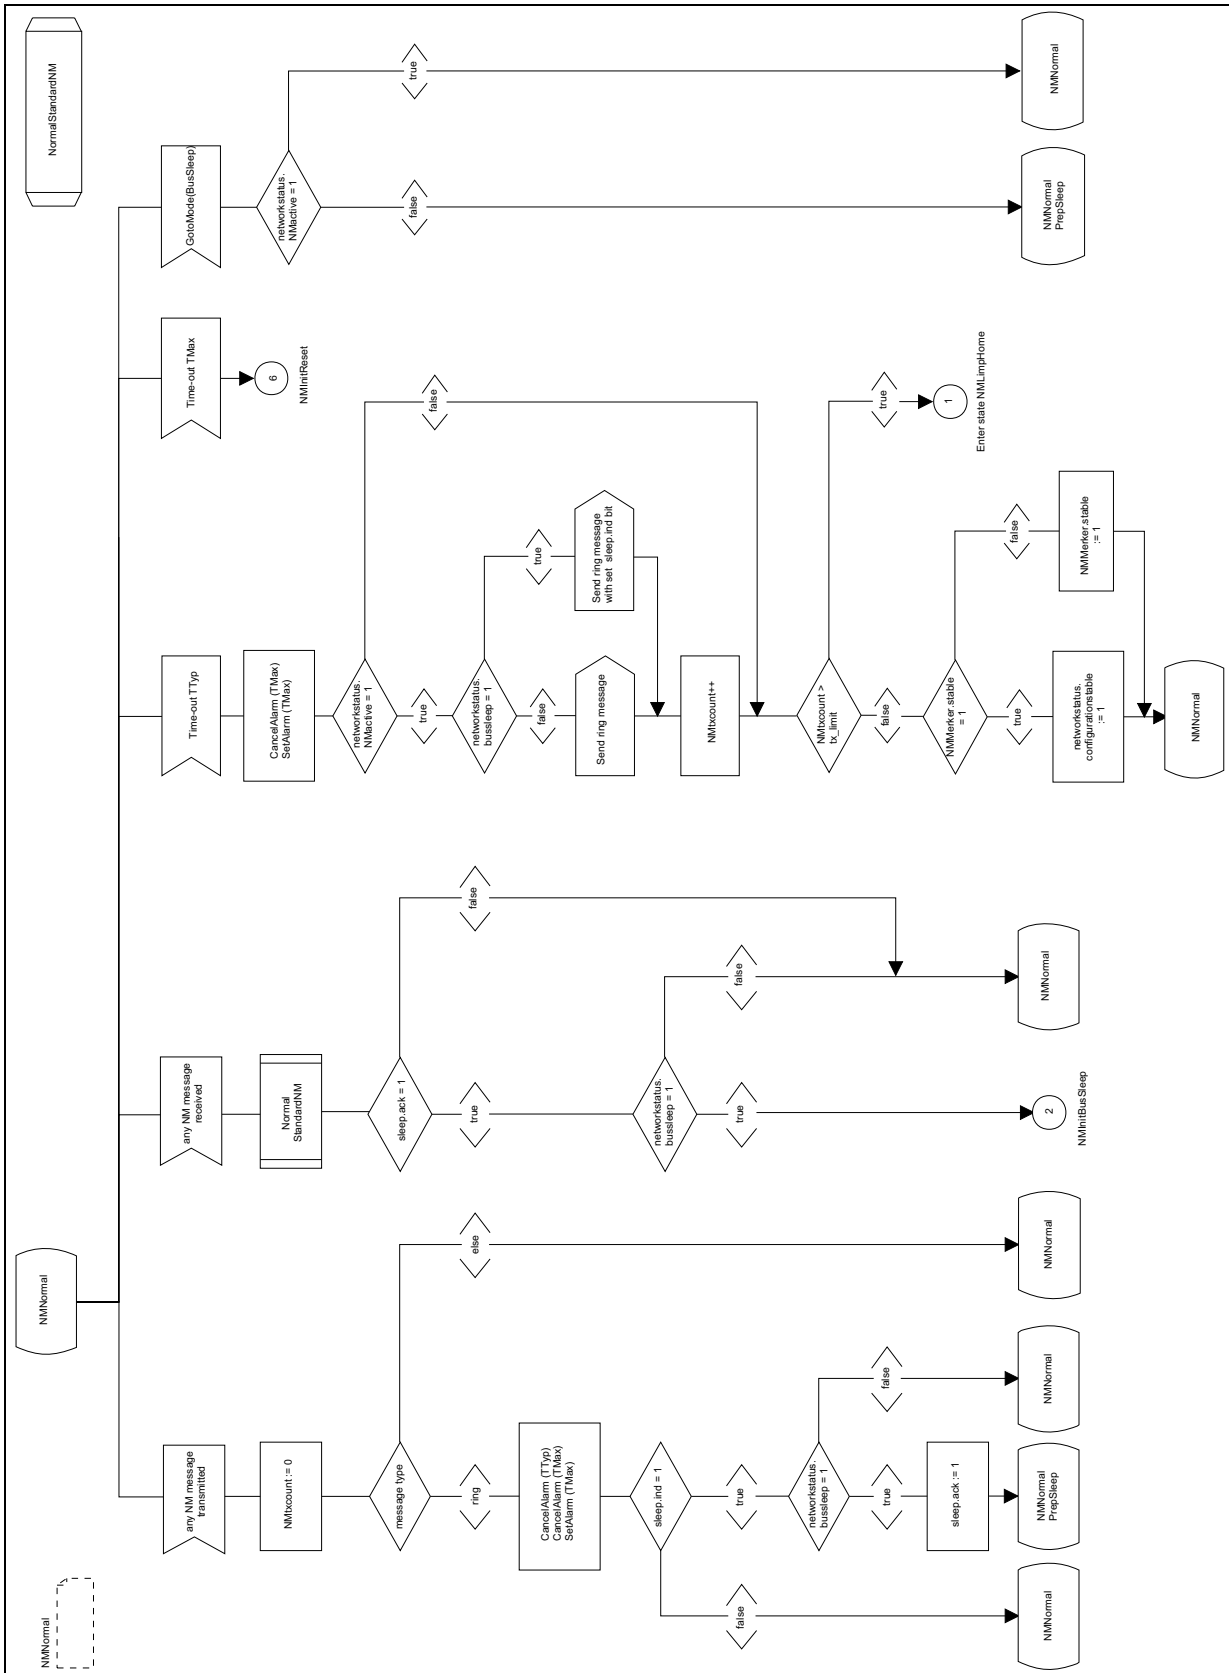 NMNormal
NMNormal
NormalStandardNM
any NM message
transmitted
NMtxcount := 0
message type
ring
else
CancelAlarm (TTyp)
CancelAlarm (TMax)
SetAlarm (TMax)
sleep.ind = 1
false
true
networkstatus.
bussleep = 1
true
false
sleep.ack := 1
NMNormal
NMNormal
PrepSleep
NMNormal
NMNormal
any NM message
received
Normal
StandardNM
sleep.ack = 1
true
false
networkstatus.
bussleep = 1
true
false
2
NMInitBusSleep
NMNormal
Time-out TTyp
CancelAlarm (TMax)
SetAlarm (TMax)
networkstatus.
NMactive = 1
true
false
networkstatus.
bussleep = 1
false
true
Send ring message
Send ring message
with set sleep.ind bit
NMtxcount++
NMtxcount >
tx_limit
false
true
1
Enter state NMLimpHome
NMMerker.stable
= 1
true
false
networkstatus.
configurationstable
:= 1
NMMerker.stable
:= 1
NMNormal
Time-out TMax
6
NMInitReset
GotoMode(BusSleep)
networkstatus.
NMactive = 1
false
true
NMNormal
PrepSleep
NMNormal